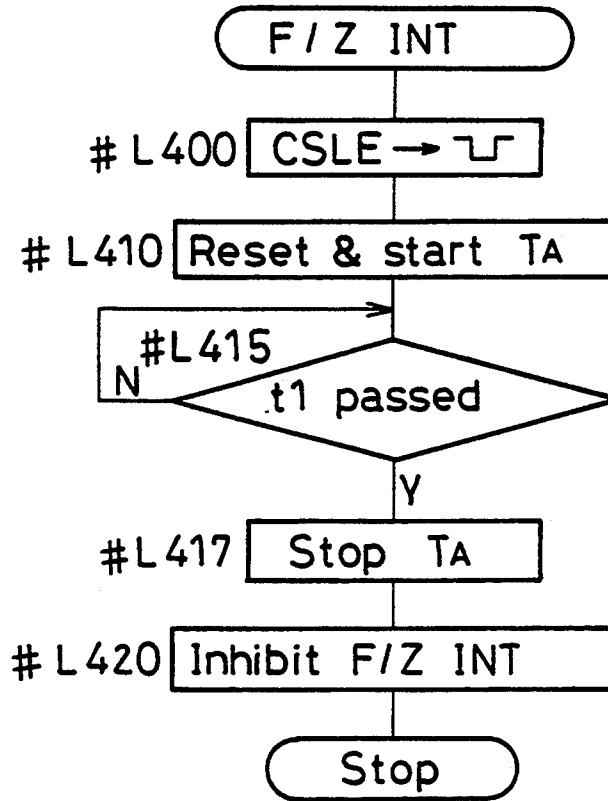 F / Z INT
# L400 CSLE →
# L410 Reset & start TA
#L415
N t1 passed
Y
#L417 Stop TA
# L420 Inhibit F/Z INT
Stop